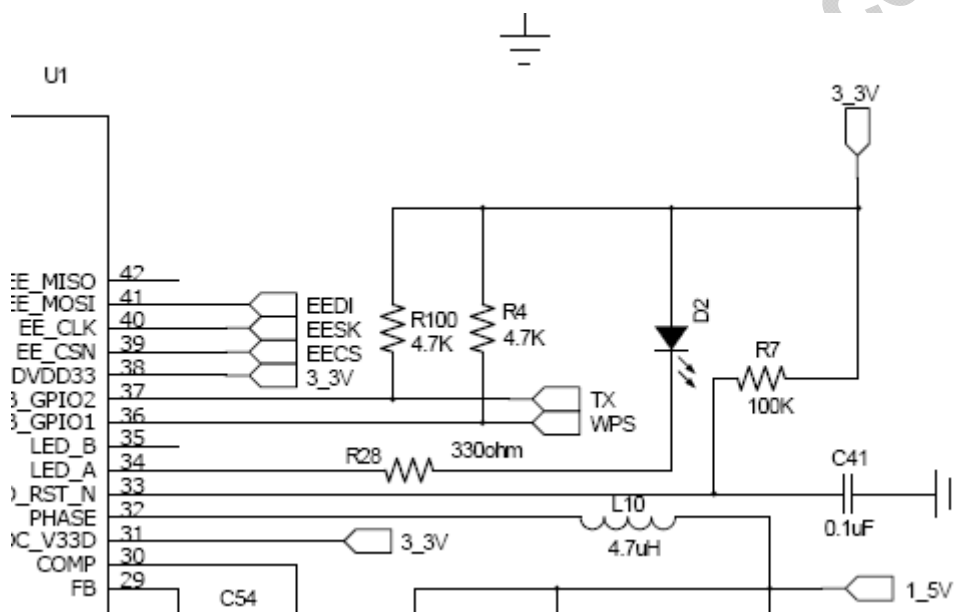 U1
3_3V
EE_MISO 42
EE_MOSI 41
EE_CLK 40
EE_CSN 39
DVDD33 38
GPIO2 37
GPIO1 36
LED_B 35
LED_A 34
RST_N 33
PHASE 32
V33D 31
COMP 30
FB 29
EEDI
EESK
EECS
3_3V
R100
4.7K
R4
4.7K
D2
R7
100K
TX
WPS
R28
330ohm
C41
0.1uF
L10
4.7uH
3_3V
C54
1_5V